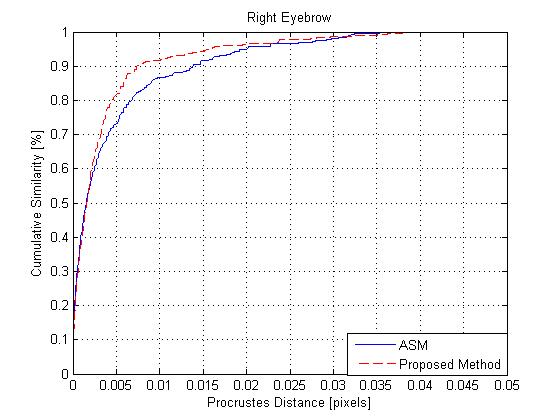 Right Eyebrow
1
0.9
0.8
0.7
0.6
0.5
0.4
0.3
0.2
0.1
0
Cumulative Similarity [%]
ASM
Proposed Method
0 0.005 0.01 0.015 0.02 0.025 0.03 0.035 0.04 0.045 0.05
Procrustes Distance [pixels]